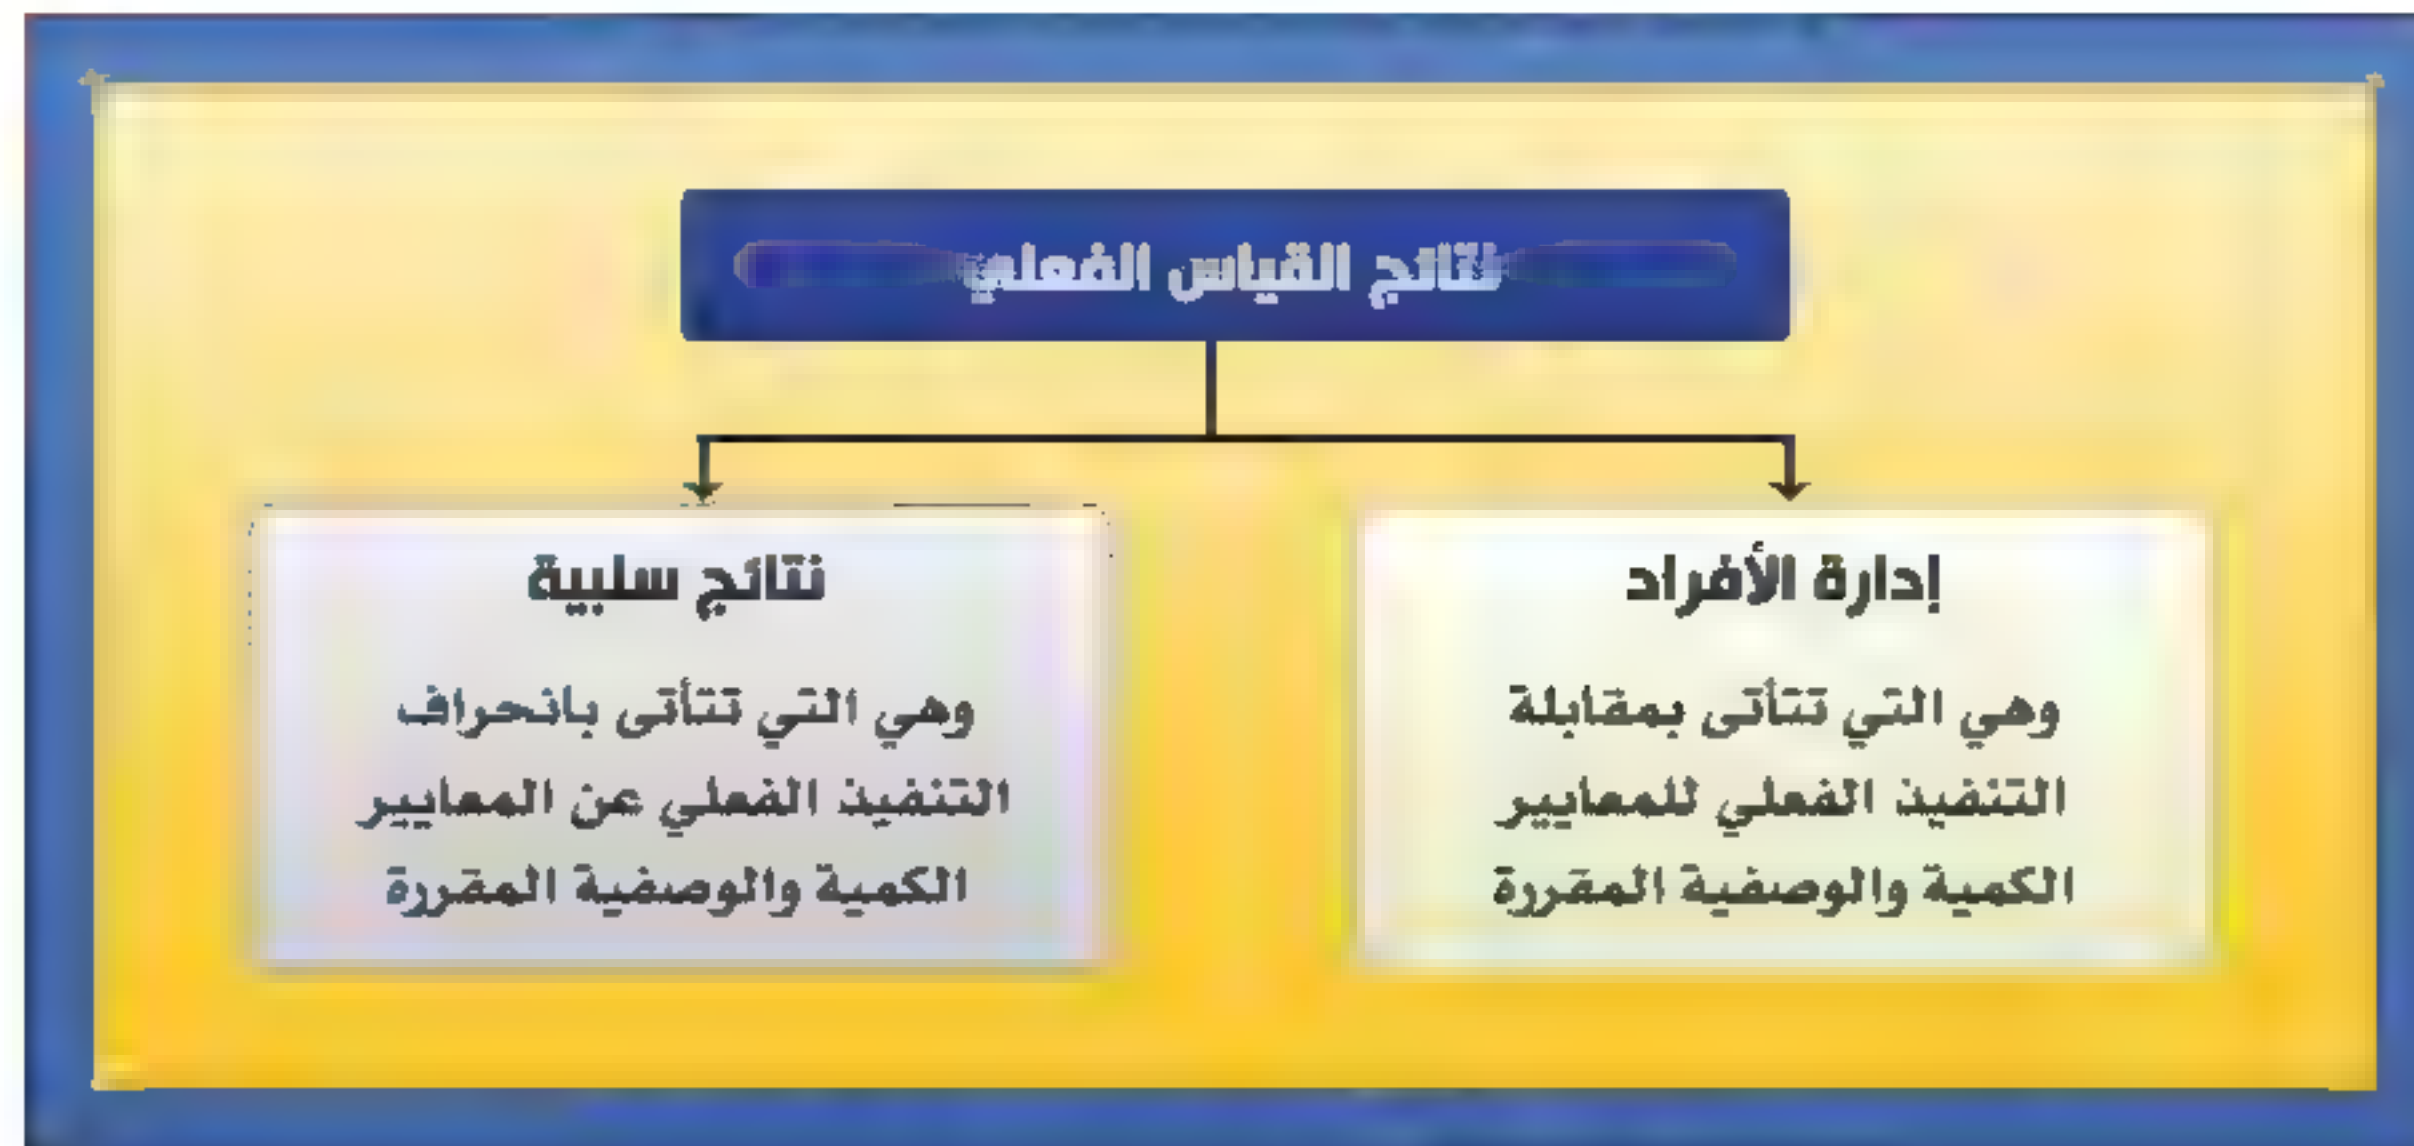 نتائج القياس الفعلي
إدارة الأفراد
وهي التي تتأتى بمقابلة
التنفيذ الفعلي للمعايير
الكمية والوصفية المقررة
نتائج سلبية
وهي التي تتأتى بانحراف
التنفيذ الفعلي عن المعايير
الكمية والوصفية المقررة